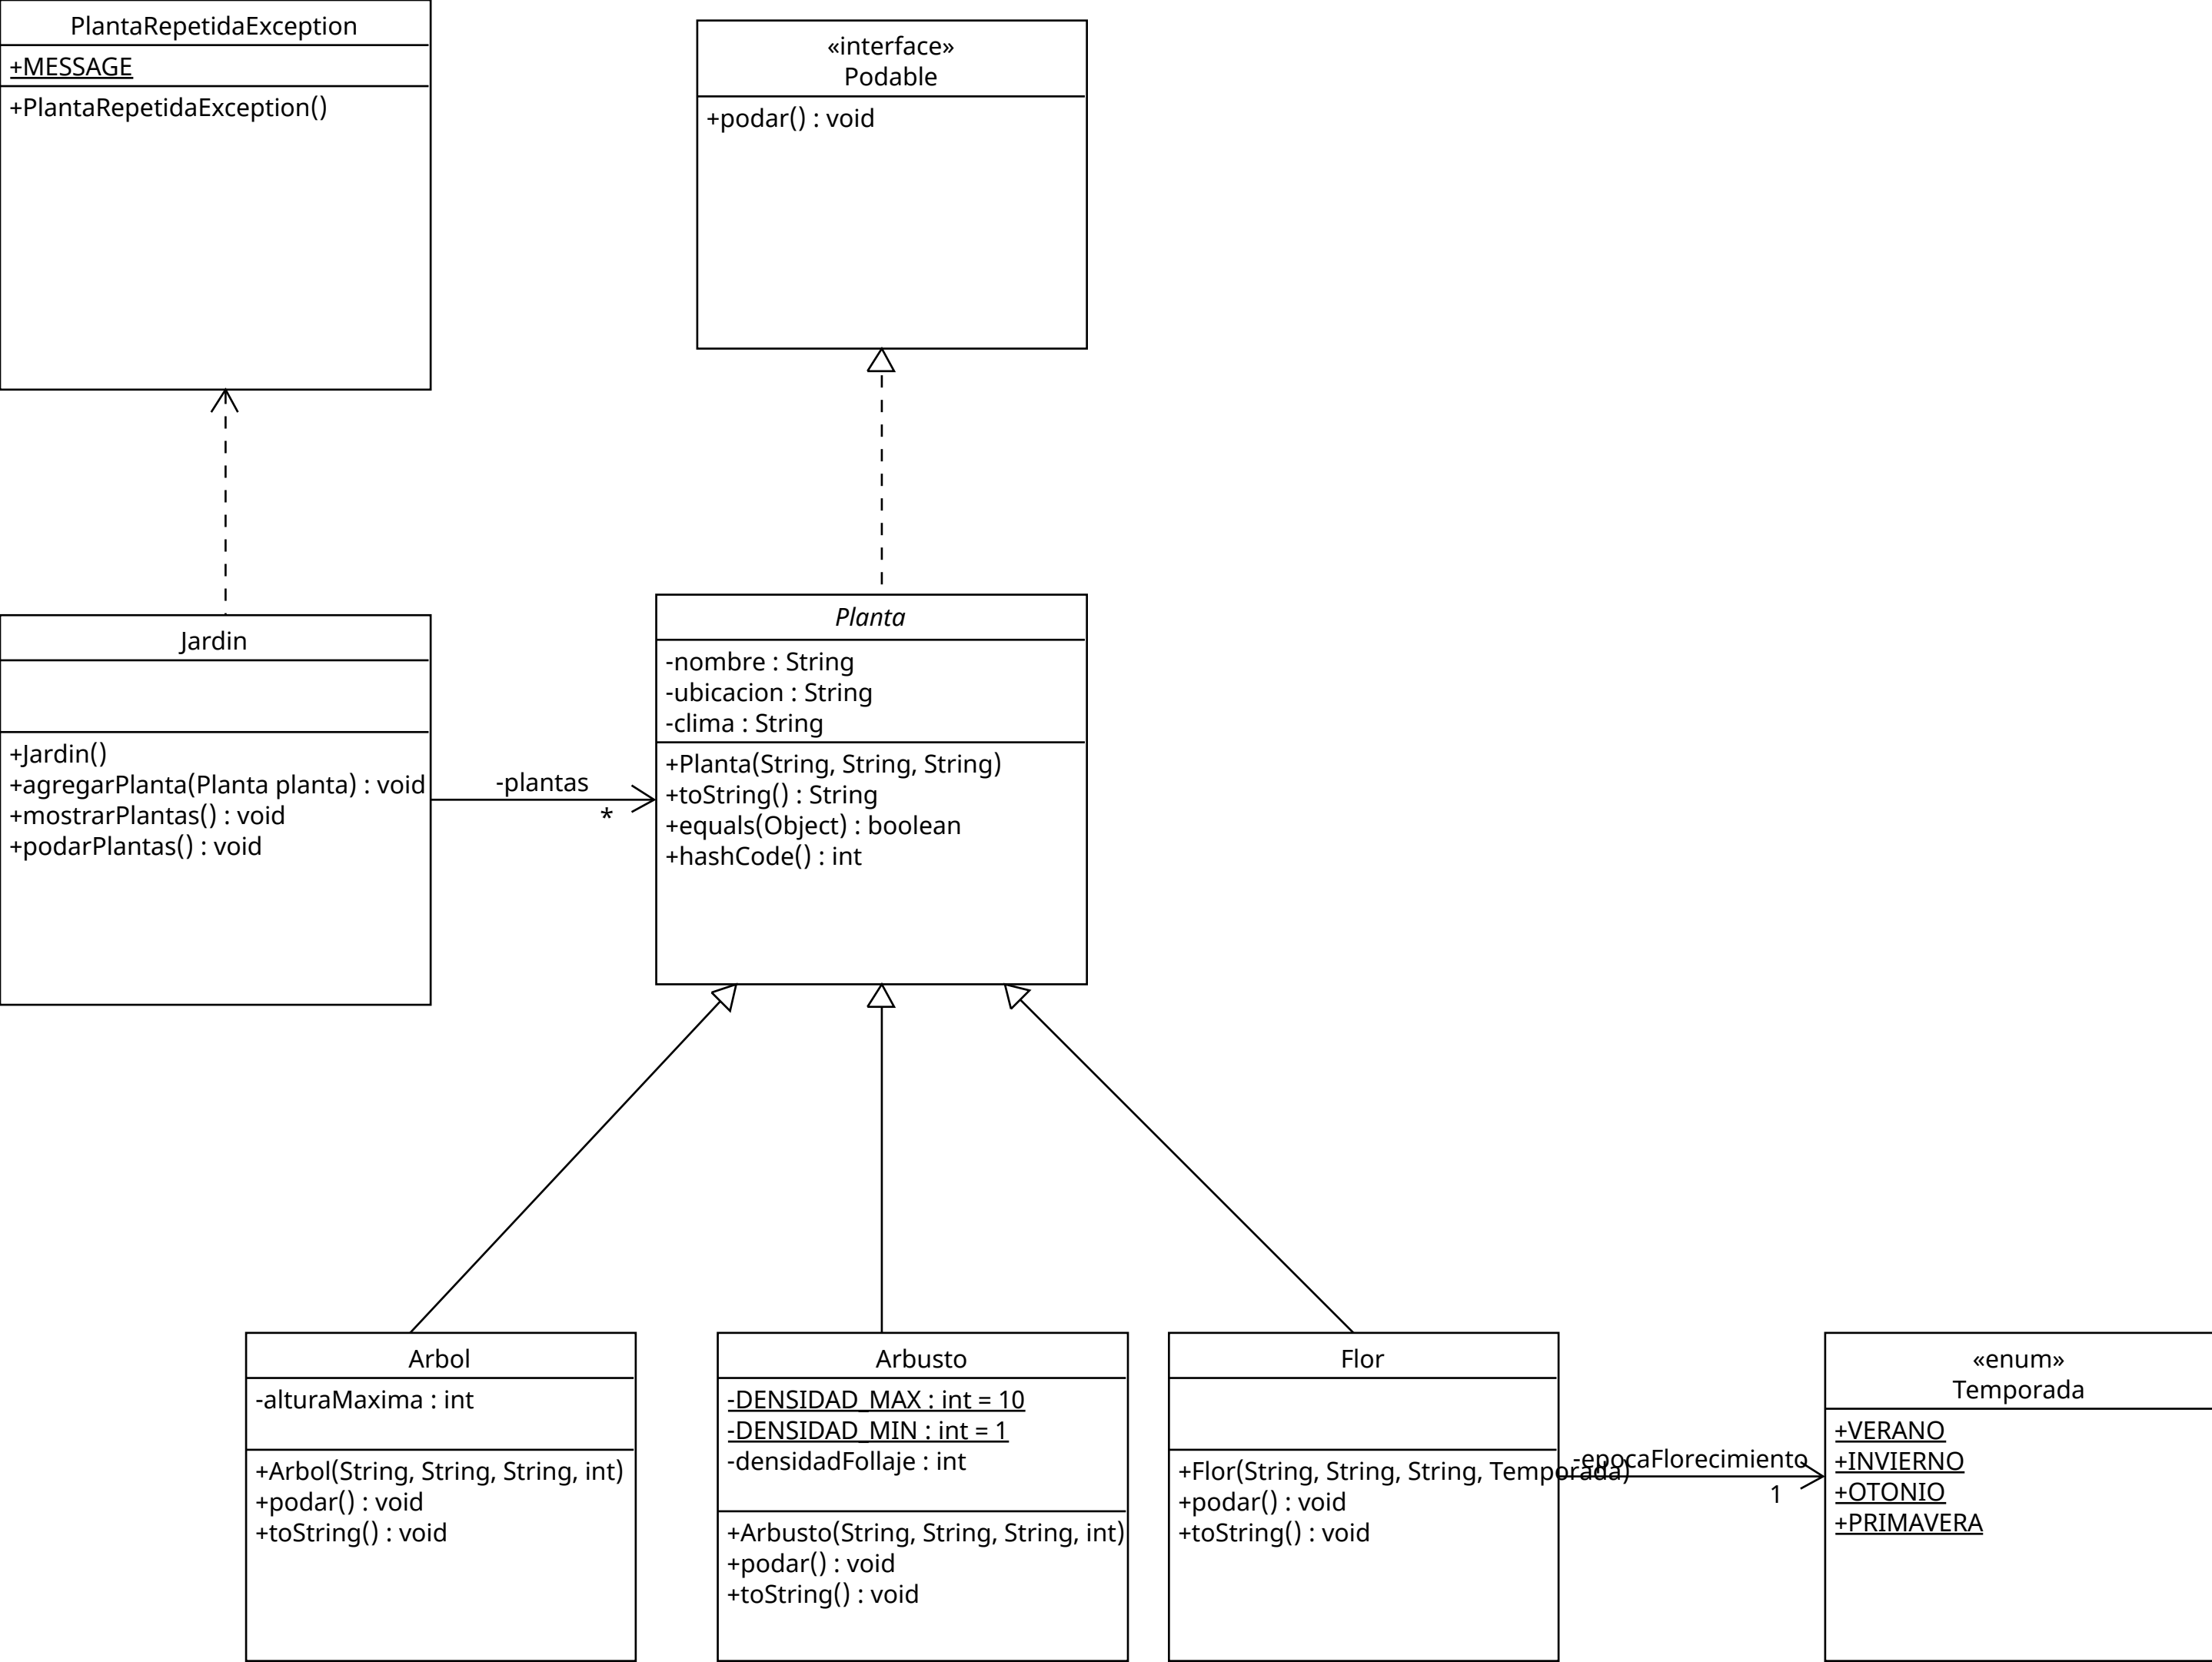 PlantaRepetidaException
+MESSAGE
+PlantaRepetidaException()
«interface»
Podable
+podar() : void
Jardin
+Jardin()
+agregarPlanta(Planta planta) : void
+mostrarPlantas() : void
+podarPlantas() : void
-plantas
*
Planta
-nombre : String
-ubicacion : String
-clima : String
+Planta(String, String, String)
+toString() : String
+equals(Object) : boolean
+hashCode() : int
Arbol
-alturaMaxima : int
+Arbol(String, String, String, int)
+podar() : void
+toString() : void
Arbusto
-DENSIDAD_MAX : int = 10
-DENSIDAD_MIN : int = 1
-densidadFollaje : int
+Arbusto(String, String, String, int)
+podar() : void
+toString() : void
Flor
+Flor(String, String, String, Temporada)
+podar() : void
+toString() : void
-epocaFlorecimiento
1
«enum»
Temporada
+VERANO
+INVIERNO
+OTONIO
+PRIMAVERA